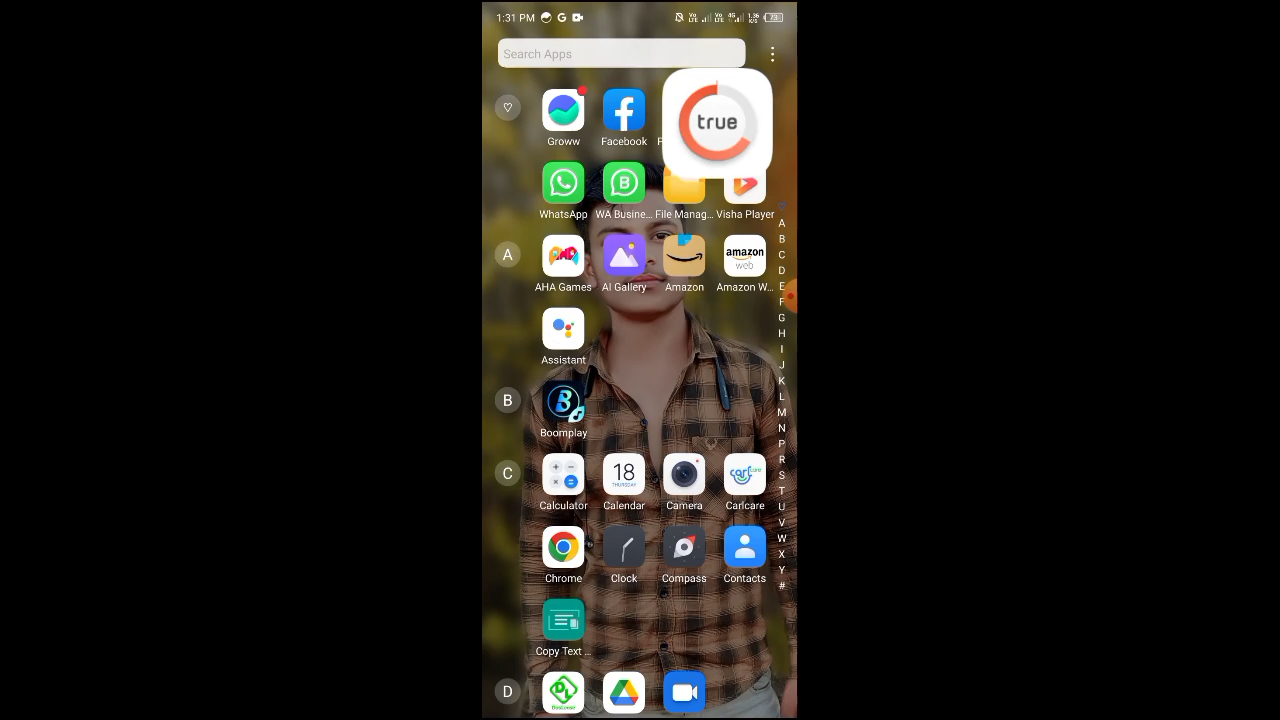 1:31 PM
Search Apps
true
Groww Facebook
WhatsApp WA Busine... File Manag... Visha Player
A
amazon
web
AHA Games AI Gallery Amazon Amazon W...
Assistant
B
Boomplay
C
18
THURSDAY
Calculator Calendar Camera Carlcare
Chrome Clock Compass Contacts
Copy Text ...
D
A
B
C
D
E
F
G
H
I
J
K
L
M
N
P
R
S
T
U
V
W
X
Y
#